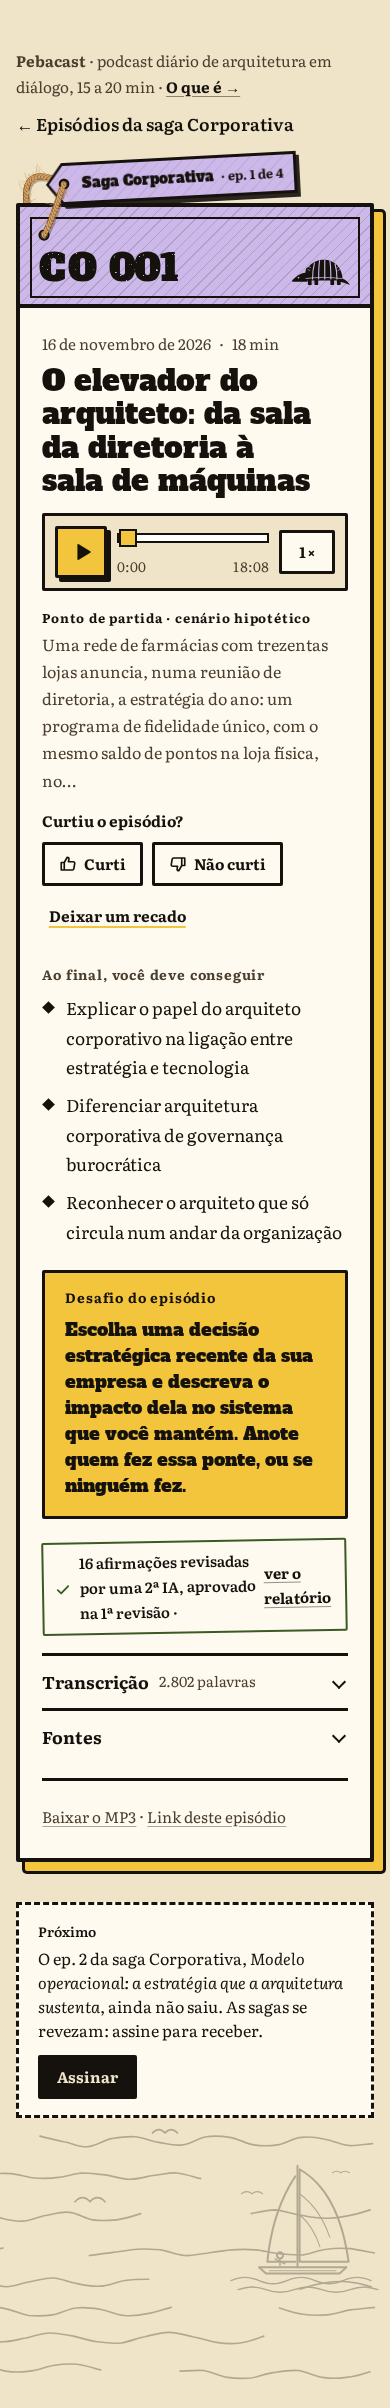 Pebacast · podcast diário de arquitetura em
diálogo, 15 a 20 min · O que é →
← Episódios da saga Corporativa
Saga Corporativa · ep. 1 de 4
CO 001
16 de novembro de 2026 · 18 min
O elevador do
arquiteto: da sala
da diretoria à
sala de máquinas
1×
0:00 18:08
Ponto de partida · cenário hipotético
Uma rede de farmácias com trezentas
lojas anuncia, numa reunião de
diretoria, a estratégia do ano: um
programa de fidelidade único, com o
mesmo saldo de pontos na loja física,
no…
Curtiu o episódio?
Curti Não curti
Deixar um recado
Ao final, você deve conseguir
Explicar o papel do arquiteto
corporativo na ligação entre
estratégia e tecnologia
Diferenciar arquitetura
corporativa de governança
burocrática
Reconhecer o arquiteto que só
circula num andar da organização
Desafio do episódio
Escolha uma decisão
estratégica recente da sua
empresa e descreva o
impacto dela no sistema
que você mantém. Anote
quem fez essa ponte, ou se
ninguém fez.
16 afirmações revisadas
por uma 2ª IA, aprovado
na 1ª revisão ·
ver o
relatório
Transcrição 2.802 palavras
Fontes
Baixar o MP3 · Link deste episódio
Próximo
O ep. 2 da saga Corporativa, Modelo
operacional: a estratégia que a arquitetura
sustenta, ainda não saiu. As sagas se
revezam: assine para receber.
Assinar